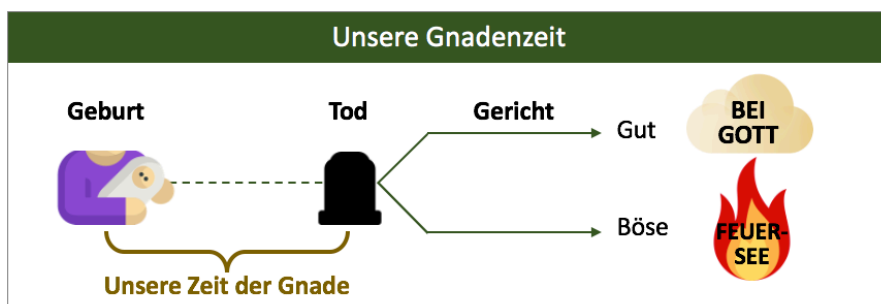 Unsere Gnadenzeit
Geburt
Tod
Gericht
Gut
BEI
GOTT
Böse
FEUER-
SEE
Unsere Zeit der Gnade